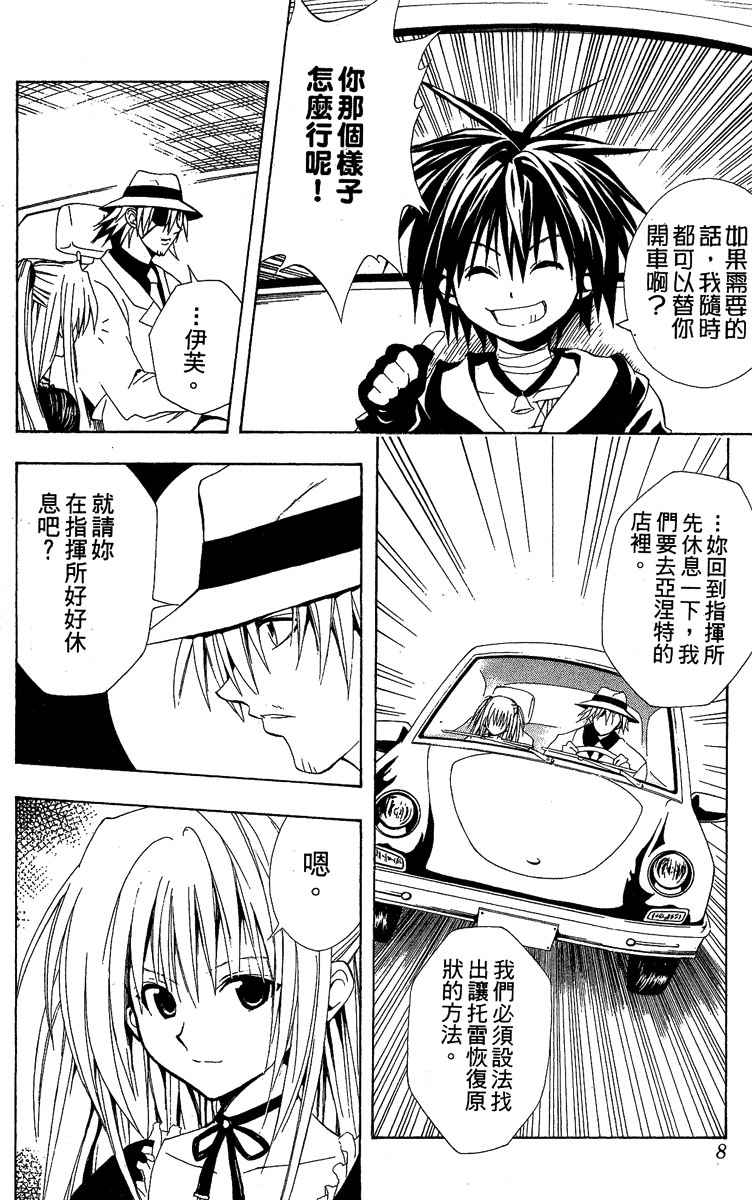 如果需要的
話，我隨時
都可以替你
開車啊？
你那個樣子
怎麼行呢！
…伊芙。
…妳回到指揮所
先休息一下，我
們要去亞涅特的
店裡。
我們必須設法找
出讓托雷恢復原
狀的方法。
就請妳
在指揮所好好休
息吧？
嗯。
8